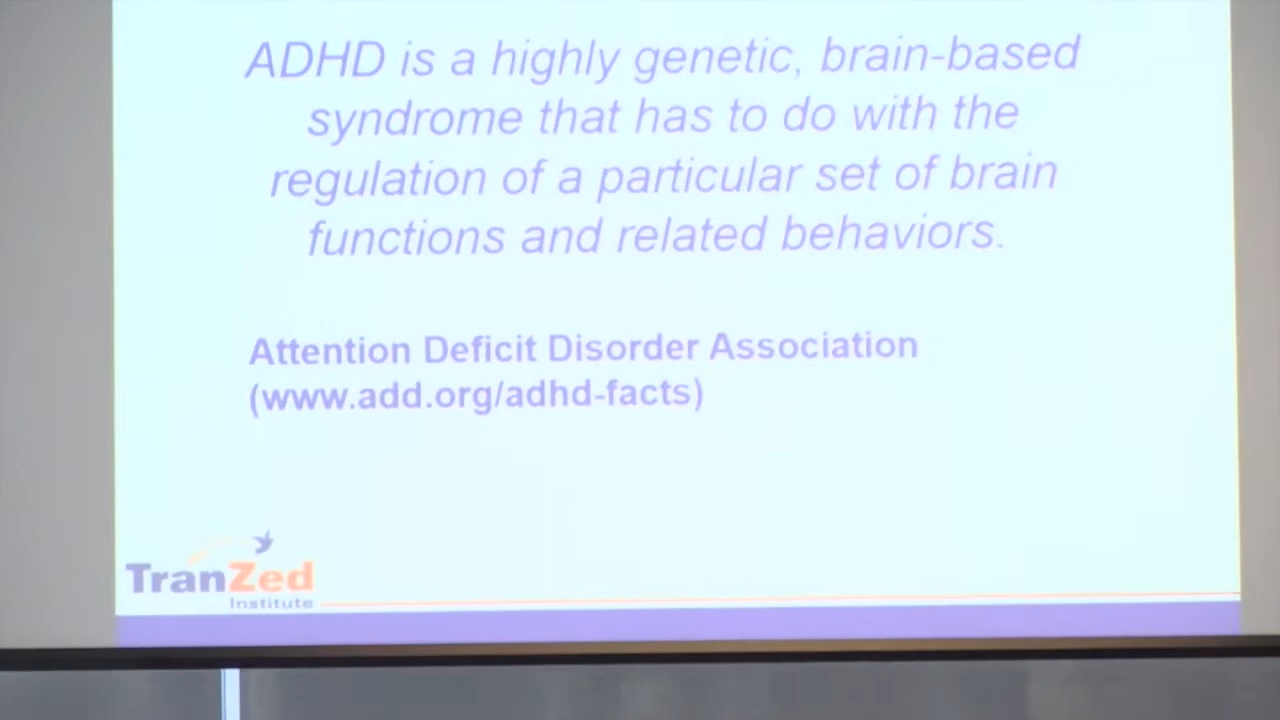 ADHD is a highly genetic, brain-based
syndrome that has to do with the
regulation of a particular set of brain
functions and related behaviors.
Attention Deficit Disorder Association
(www.add.org/adhd-facts)
TranZed
Institute